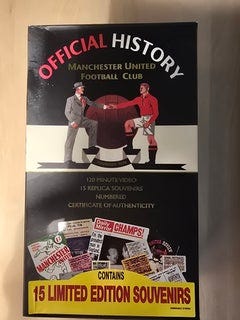 OFFICIAL HISTORY
MANCHESTER UNITED
FOOTBALL CLUB
120 MINUTE VIDEO
15 REPLICA SOUVENIRS
NUMBERED
CERTIFICATE OF AUTHENTICITY
CHAMPS!
CONTAINS
15 LIMITED EDITION SOUVENIRS